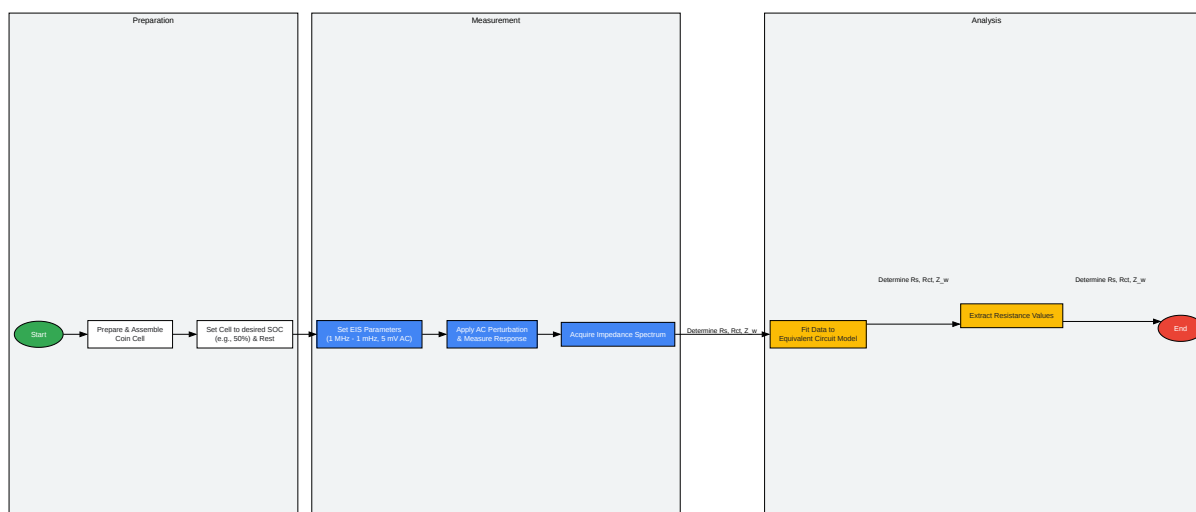 Preparation
Measurement
Analysis
Start
Prepare & Assemble
Coin Cell
Set Cell to desired SOC
(e.g., 50%) & Rest
Set EIS Parameters
(1 MHz - 1 mHz, 5 mV AC)
Apply AC Perturbation
& Measure Response
Acquire Impedance Spectrum
Determine Rs, Rct, Z_w
Fit Data to
Equivalent Circuit Model
Determine Rs, Rct, Z_w
Extract Resistance Values
Determine Rs, Rct, Z_w
End